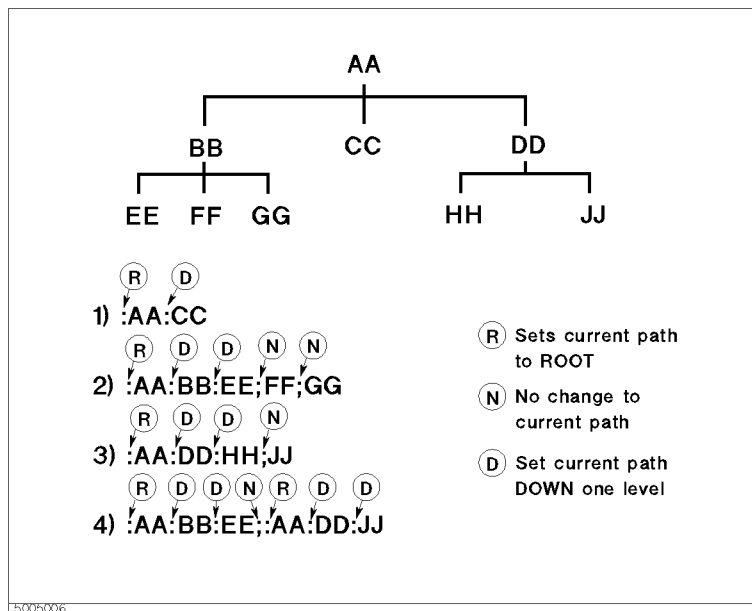 AA
BB CC DD
EE FF GG HH JJ
R D
1) :AA:CC
R D D N N
2) :AA:BB:EE;FF;GG
R D D N
3) :AA:DD:HH;JJ
R D D N R D D
4) :AA:BB:EE;:AA:DD:JJ
R Sets current path
to ROOT
N No change to
current path
D Set current path
DOWN one level
5005006